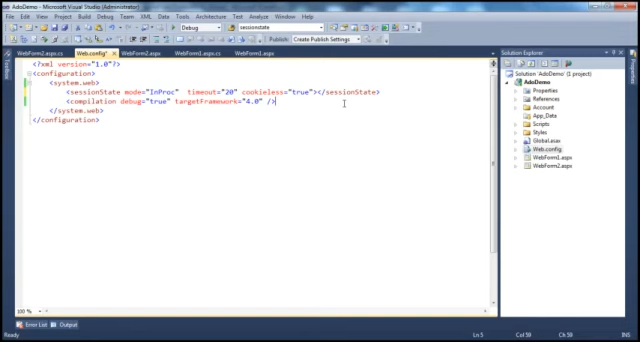 AdoDemo - Microsoft Visual Studio (Administrator)
File Edit View Project Build Debug Team XML Data Tools Architecture Test Analyze Window Help
Debug sessionstate
Publish: Create Publish Settings
WebForm2.aspx.cs Web.config* WebForm2.aspx WebForm1.aspx.cs WebForm1.aspx
<?xml version="1.0"?>
<configuration>
<system.web>
<sessionState mode="InProc" timeout="20" cookieless="true"></sessionState>
<compilation debug="true" targetFramework="4.0" />
</system.web>
</configuration>
100 %
Error List Output
Ready Ln 5 Col 59 Ch 59 INS
Toolbox
Solution Explorer
Solution 'AdoDemo'
AdoDemo
Properties
References
Account
App_Data
Scripts
Styles
Global.asax
Web.config
WebForm1.aspx
WebForm2.aspx